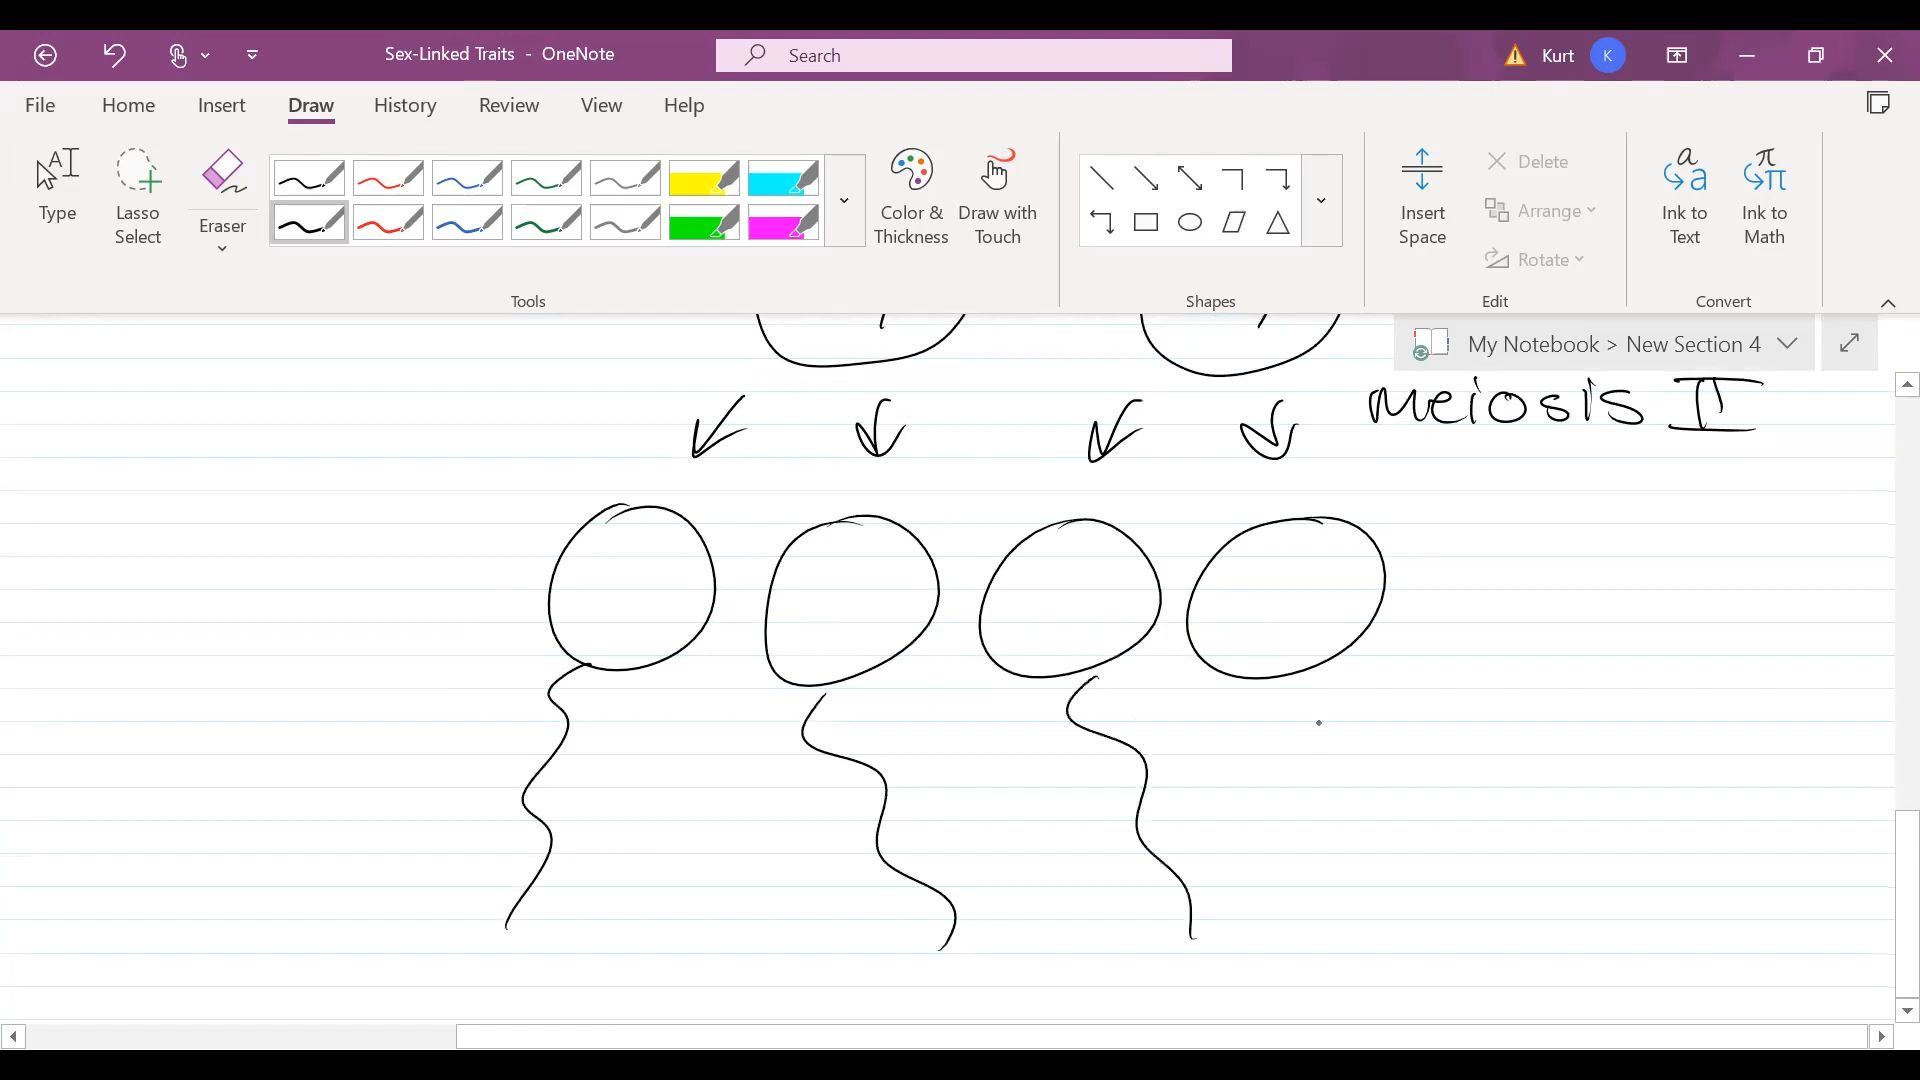 Sex-Linked Traits - OneNote
Search
Kurt
K
File
Home
Insert
Draw
History
Review
View
Help
Type
Lasso
Select
Eraser
Color &
Thickness
Draw with
Touch
Insert
Space
Delete
Arrange
Rotate
Ink to
Text
Ink to
Math
Tools
Shapes
Edit
Convert
My Notebook > New Section 4
meiosis II